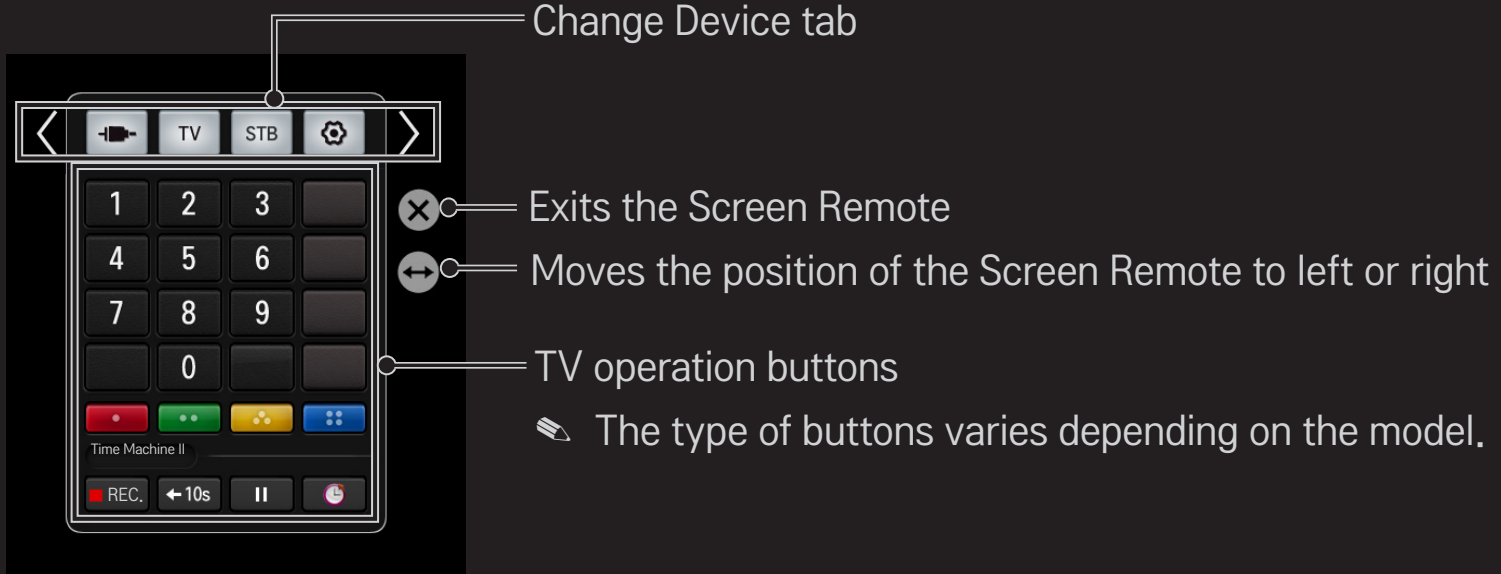 Change Device tab
TV STB
1 2 3
Exits the Screen Remote
4 5 6
Moves the position of the Screen Remote to left or right
7 8 9
0
TV operation buttons
The type of buttons varies depending on the model.
Time Machine II
REC. ←10s